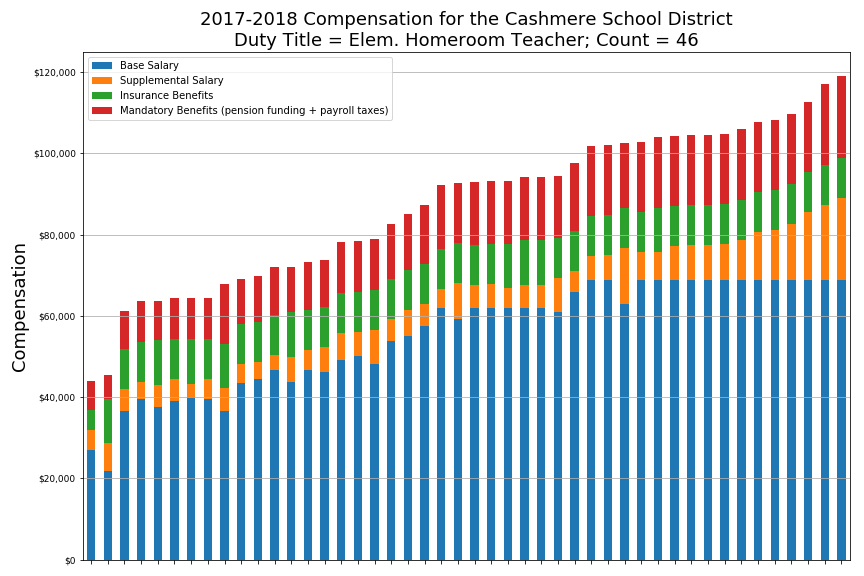 2017-2018 Compensation for the Cashmere School District
Duty Title = Elem. Homeroom Teacher; Count = 46
Base Salary
Supplemental Salary
Insurance Benefits
Mandatory Benefits (pension funding + payroll taxes)
Compensation
$120,000
$100,000
$80,000
$60,000
$40,000
$20,000
$0